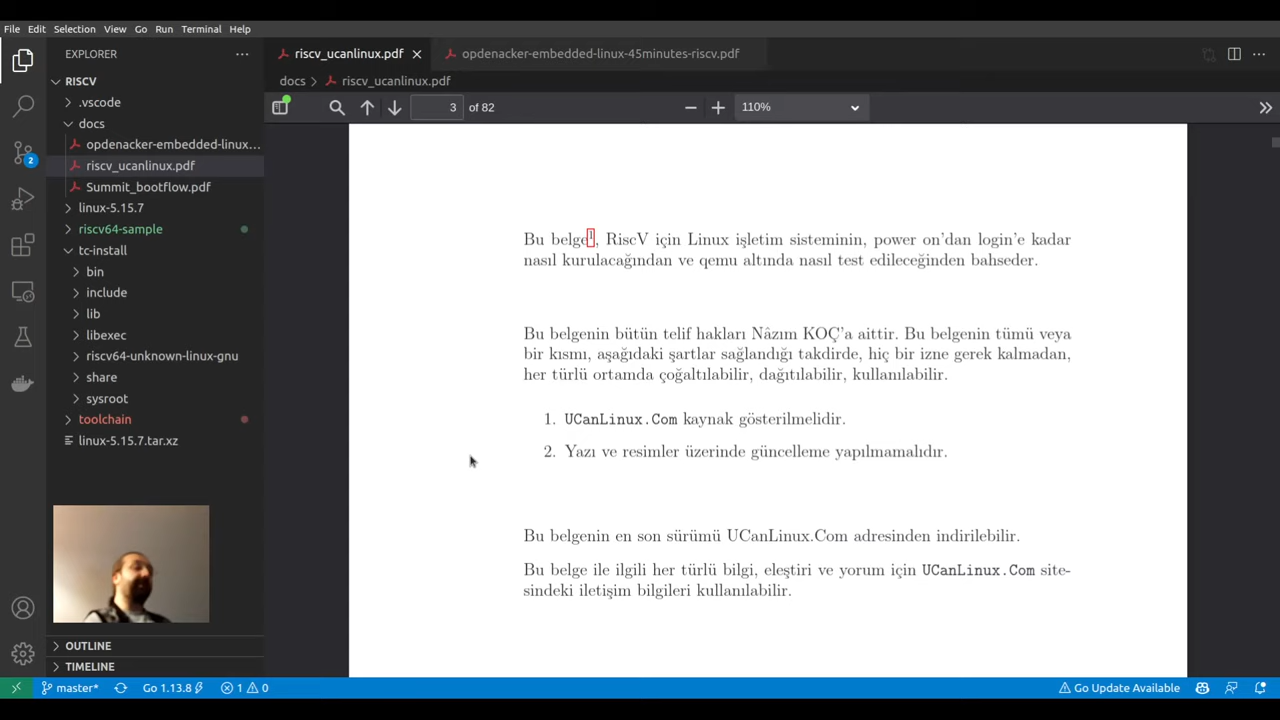 File Edit Selection View Go Run Terminal Help
EXPLORER
RISCV
.vscode
docs
opdenacker-embedded-linux...
riscv_ucanlinux.pdf
Summit_bootflow.pdf
linux-5.15.7
riscv64-sample
tc-install
bin
include
lib
libexec
riscv64-unknown-linux-gnu
share
sysroot
toolchain
linux-5.15.7.tar.xz
OUTLINE
TIMELINE
2
riscv_ucanlinux.pdf
opdenacker-embedded-linux-45minutes-riscv.pdf
docs > riscv_ucanlinux.pdf
3 of 82
110%
Bu belge1, RiscV için Linux işletim sisteminin, power on'dan login'e kadar
nasıl kurulacağından ve qemu altında nasıl test edileceğinden bahseder.
Bu belgenin bütün telif hakları Nâzım KOÇ'a aittir. Bu belgenin tümü veya
bir kısmı, aşağıdaki şartlar sağlandığı takdirde, hiç bir izne gerek kalmadan,
her türlü ortamda çoğaltılabilir, dağıtılabilir, kullanılabilir.
1. UCanLinux.Com kaynak gösterilmelidir.
2. Yazı ve resimler üzerinde güncelleme yapılmamalıdır.
Bu belgenin en son sürümü UCanLinux.Com adresinden indirilebilir.
Bu belge ile ilgili her türlü bilgi, eleştiri ve yorum için UCanLinux.Com site-
sindeki iletişim bilgileri kullanılabilir.
master* Go 1.13.8 1 0 Go Update Available